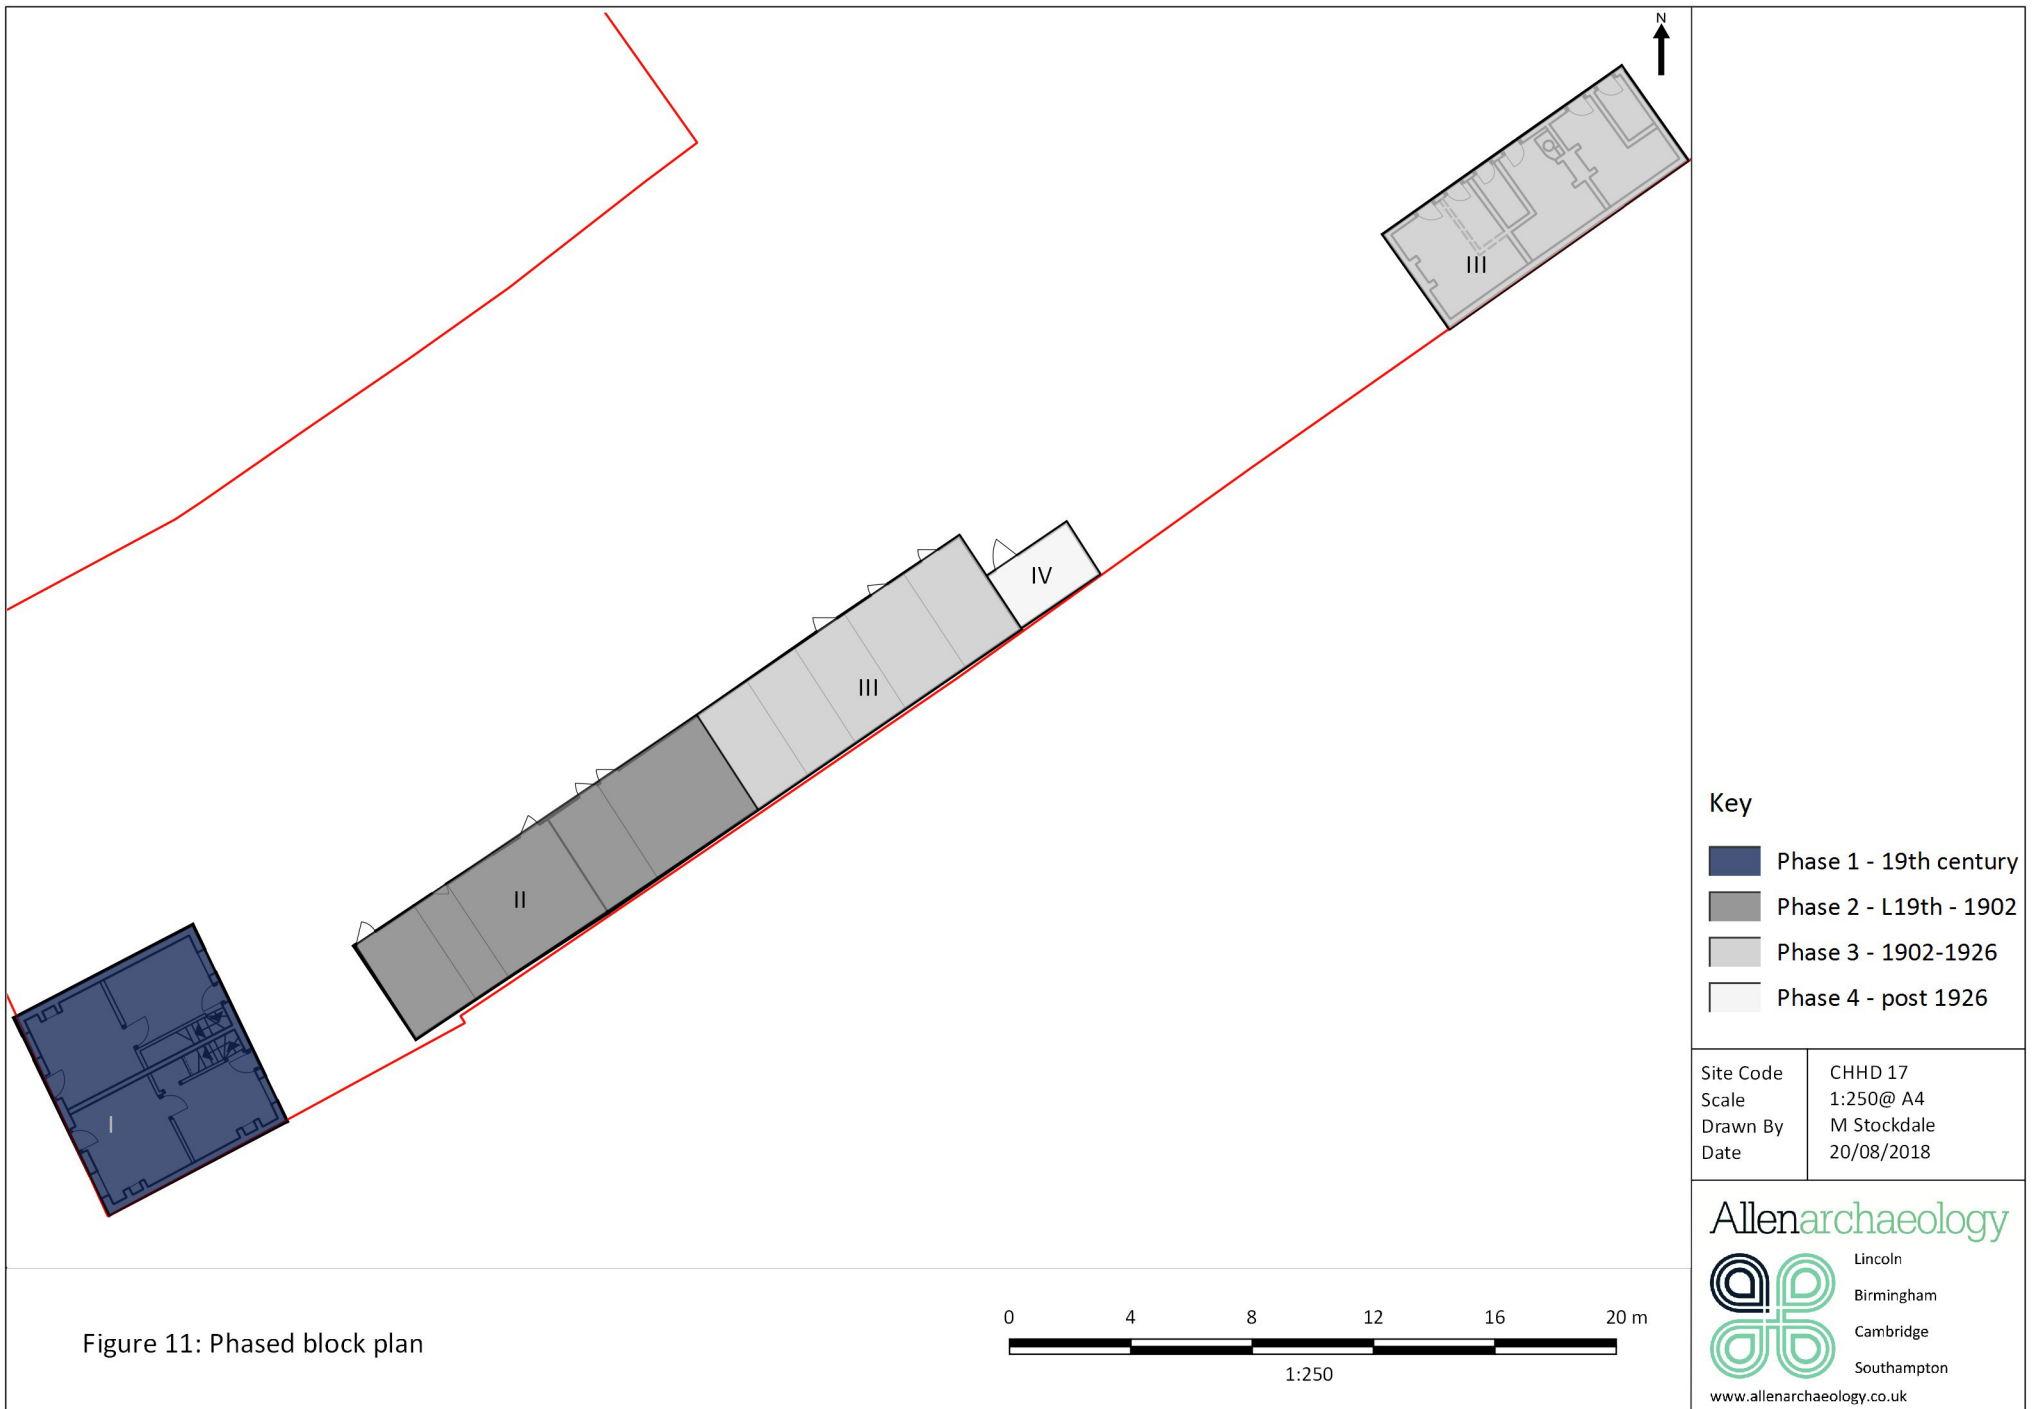 N
III
IV
III
II
I
Key
Phase 1 - 19th century
Phase 2 - L19th - 1902
Phase 3 - 1902-1926
Phase 4 - post 1926
Site Code CHHD 17
Scale 1:250@ A4
Drawn By M Stockdale
Date 20/08/2018
Allenarchaeology
Lincoln
Birmingham
Cambridge
Southampton
www.allenarchaeology.co.uk
Figure 11: Phased block plan
0 4 8 12 16 20 m
1:250